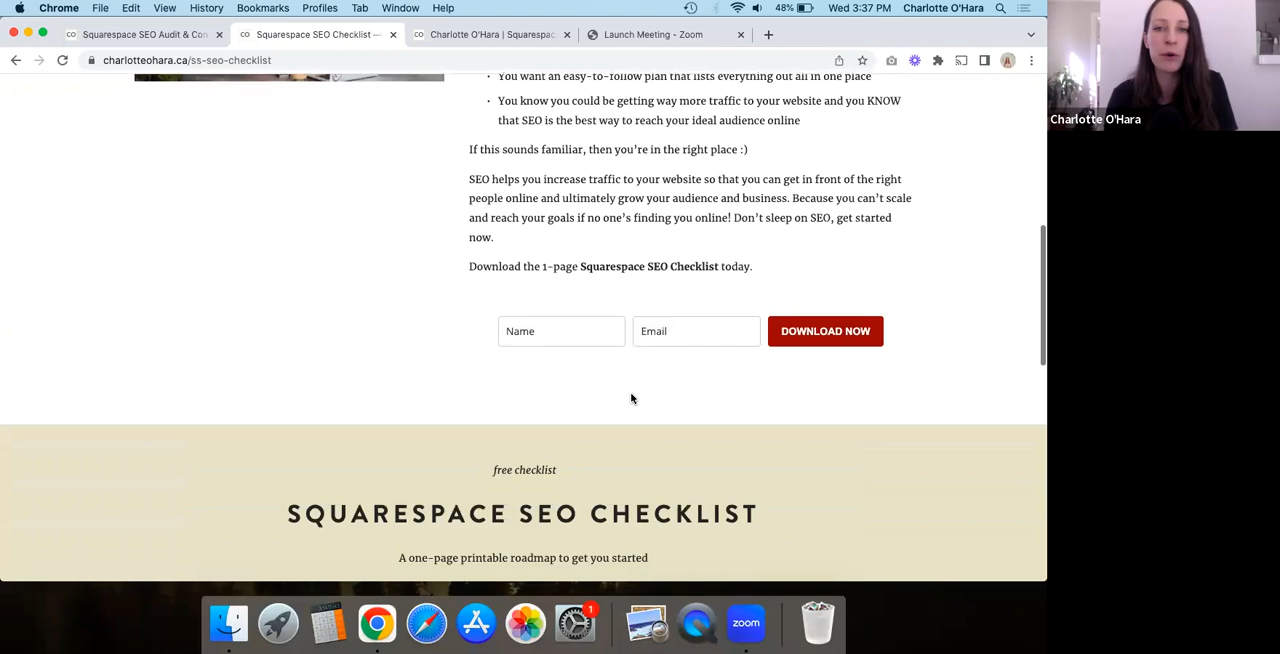 Chrome File Edit View History Bookmarks Profiles Tab Window Help 48% Wed 3:37 PM Charlotte O'Hara
CO Squarespace SEO Audit & Con CO Squarespace SEO Checklist — CO Charlotte O'Hara | Squarespac Launch Meeting - Zoom
charlotteohara.ca/ss-seo-checklist
You want an easy-to-follow plan that lists everything out all in one place
• You know you could be getting way more traffic to your website and you KNOW
that SEO is the best way to reach your ideal audience online
If this sounds familiar, then you're in the right place :)
SEO helps you increase traffic to your website so that you can get in front of the right
people online and ultimately grow your audience and business. Because you can't scale
and reach your goals if no one's finding you online! Don't sleep on SEO, get started
now.
Download the 1-page Squarespace SEO Checklist today.
Name Email DOWNLOAD NOW
free checklist
SQUARESPACE SEO CHECKLIST
A one-page printable roadmap to get you started
1
zoom
Charlotte O'Hara